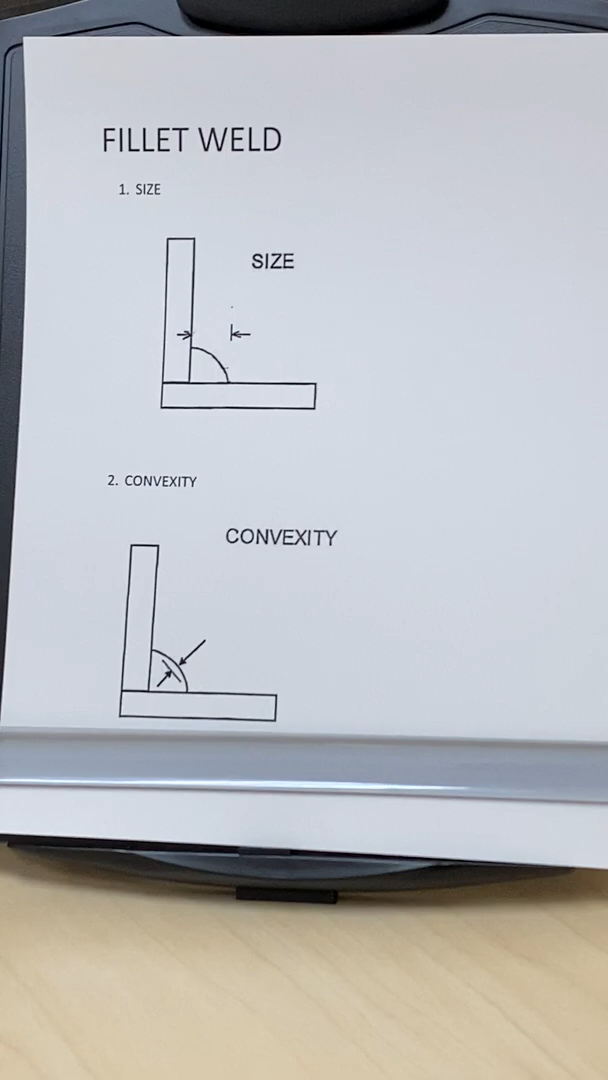 FILLET WELD
1. SIZE
SIZE
2. CONVEXITY
CONVEXITY